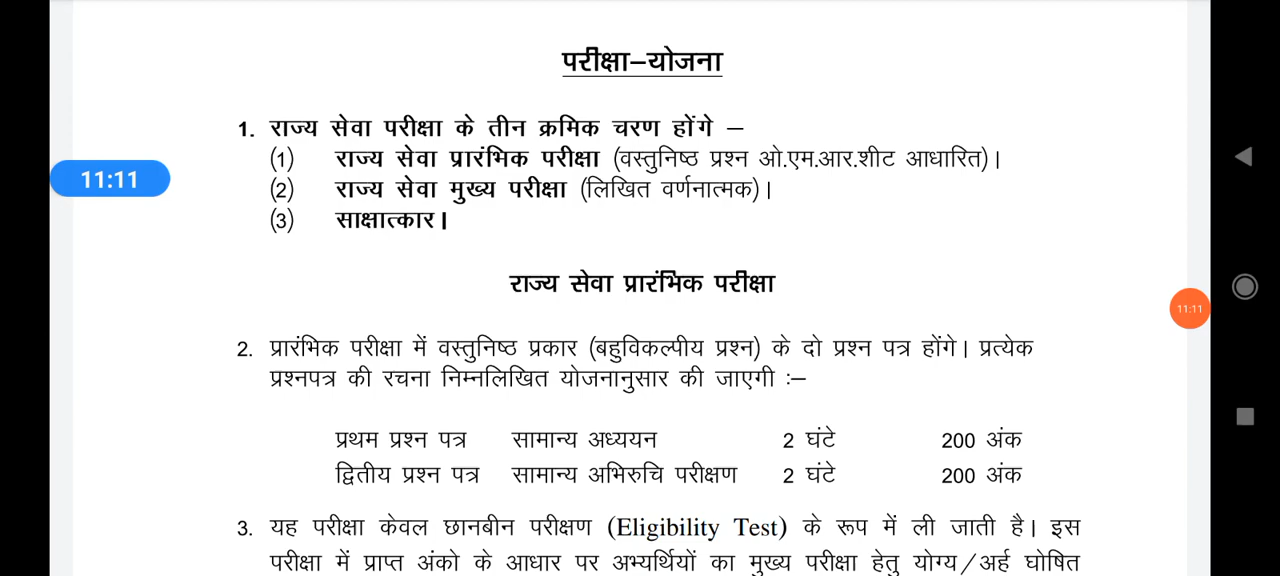 परीक्षा–योजना
1. राज्य सेवा परीक्षा के तीन क्रमिक चरण होंगे –
(1) राज्य सेवा प्रारंभिक परीक्षा (वस्तुनिष्ठ प्रश्न ओ.एम.आर.शीट आधारित)।
11:11
(2) राज्य सेवा मुख्य परीक्षा (लिखित वर्णनात्मक)।
(3) साक्षात्कार।
राज्य सेवा प्रारंभिक परीक्षा
11:11
2. प्रारंभिक परीक्षा में वस्तुनिष्ठ प्रकार (बहुविकल्पीय प्रश्न) के दो प्रश्न पत्र होंगे। प्रत्येक
प्रश्नपत्र की रचना निम्नलिखित योजनानुसार की जाएगी :–
प्रथम प्रश्न पत्र सामान्य अध्ययन 2 घंटे 200 अंक
द्वितीय प्रश्न पत्र सामान्य अभिरुचि परीक्षण 2 घंटे 200 अंक
3. यह परीक्षा केवल छानबीन परीक्षण (Eligibility Test) के रूप में ली जाती है। इस
परीक्षा में प्राप्त अंको के आधार पर अभ्यर्थियों का मुख्य परीक्षा हेतु योग्य/अर्ह घोषित